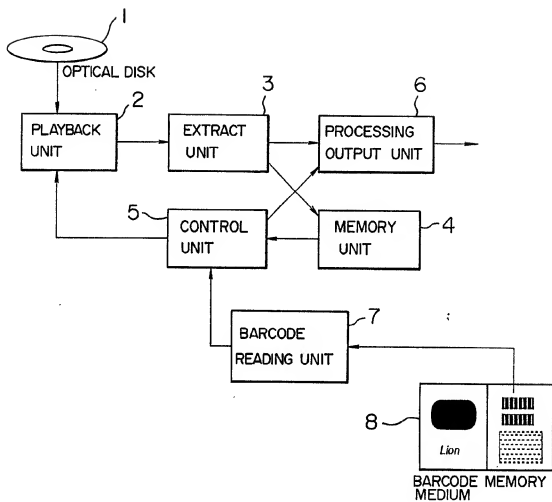 1
OPTICAL DISK
2
3
6
PLAYBACK
UNIT
EXTRACT
UNIT
PROCESSING
OUTPUT UNIT
5
CONTROL
UNIT
MEMORY
UNIT
4
7
BARCODE
READING UNIT
8
Lion
BARCODE MEMORY
MEDIUM